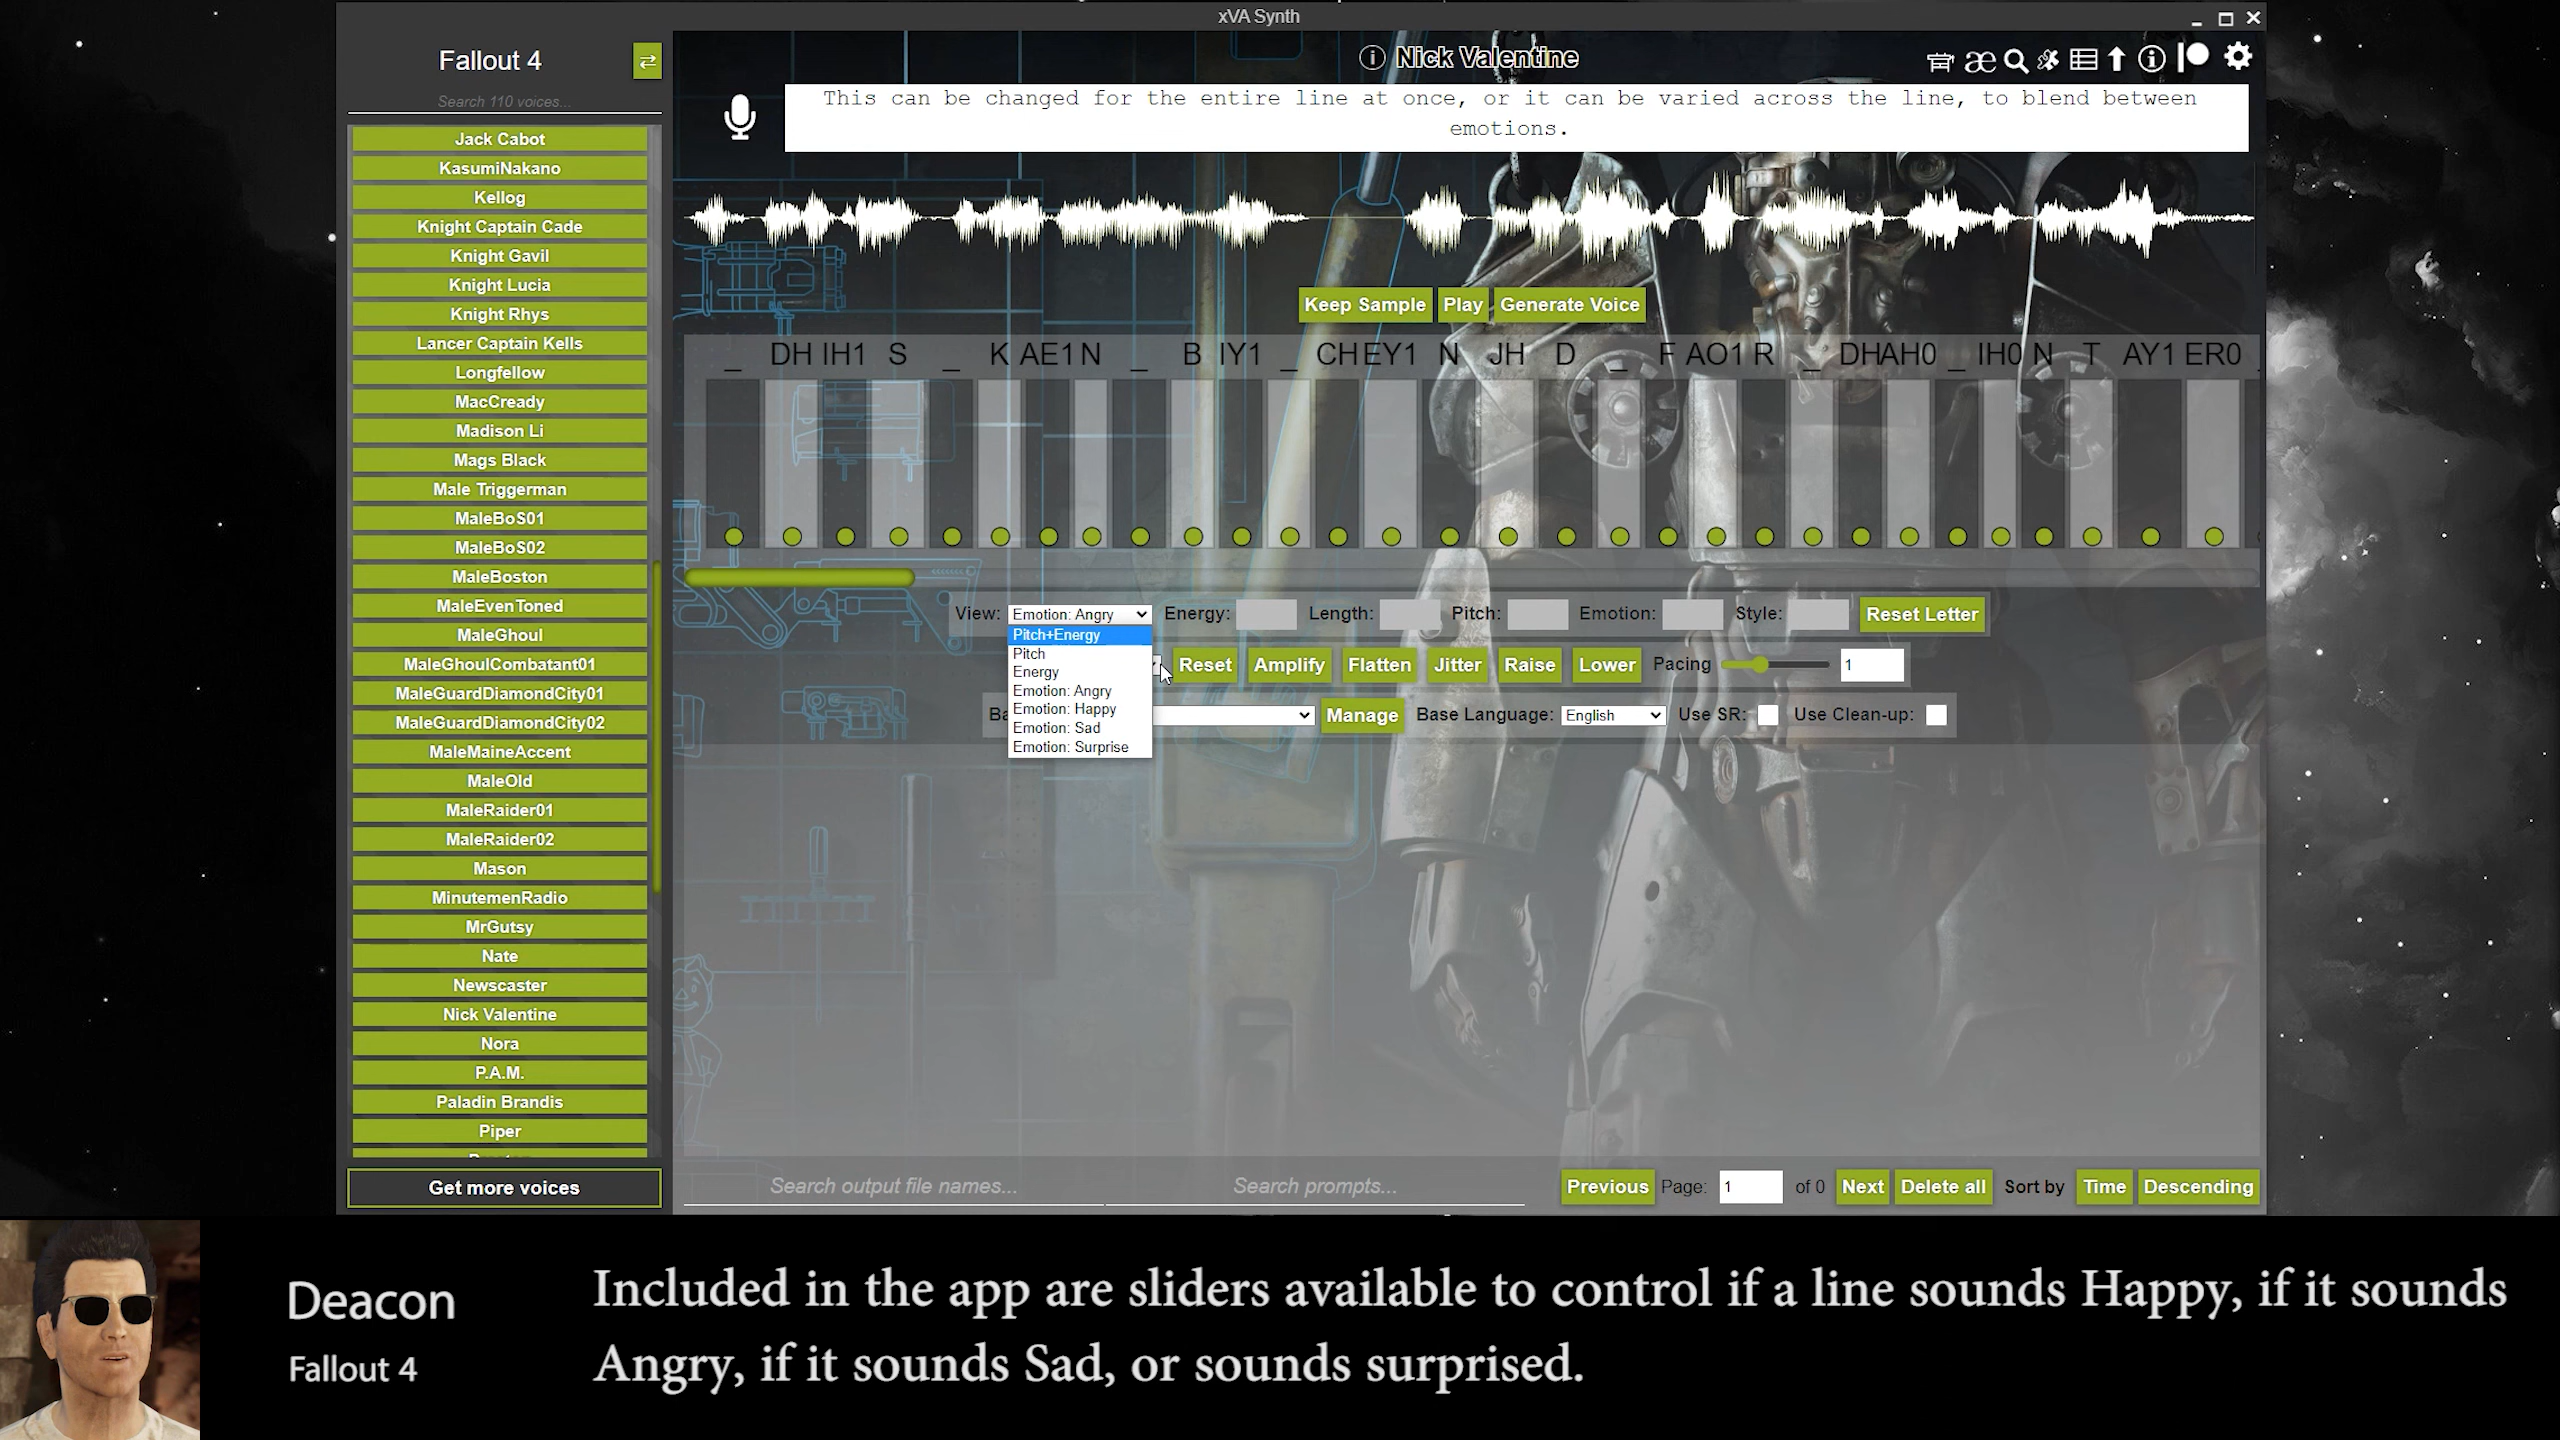 xVA Synth
Fallout 4
Search 110 voices...
Jack Cabot
KasumiNakano
Kellog
Knight Captain Cade
Knight Gavil
Knight Lucia
Knight Rhys
Lancer Captain Kells
Longfellow
MacCready
Madison Li
Mags Black
Male Triggerman
MaleBoS01
MaleBoS02
MaleBoston
MaleEvenToned
MaleGhoul
MaleGhoulCombatant01
MaleGuardDiamondCity01
MaleGuardDiamondCity02
MaleMaineAccent
MaleOld
MaleRaider01
MaleRaider02
Mason
MinutemenRadio
MrGutsy
Nate
Newscaster
Nick Valentine
Nora
P.A.M.
Paladin Brandis
Piper
Get more voices
Nick Valentine
This can be changed for the entire line at once, or it can be varied across the line, to blend between
emotions.
Keep Sample Play Generate Voice
_ DH IH1 S _ K AE1 N _ B IY1 _ CH EY1 N JH D _ F AO1 R _ DH AH0 _ IH0 N T AY1 ER0
View: Emotion: Angry Energy: Length: Pitch: Emotion: Style: Reset Letter
Pitch+Energy
Pitch
Energy
Emotion: Angry
Emotion: Happy
Emotion: Sad
Emotion: Surprise
Reset Amplify Flatten Jitter Raise Lower Pacing 1
Manage Base Language: English Use SR: Use Clean-up:
Search output file names... Search prompts... Previous Page: 1 of 0 Next Delete all Sort by Time Descending
Deacon
Fallout 4
Included in the app are sliders available to control if a line sounds Happy, if it sounds
Angry, if it sounds Sad, or sounds surprised.